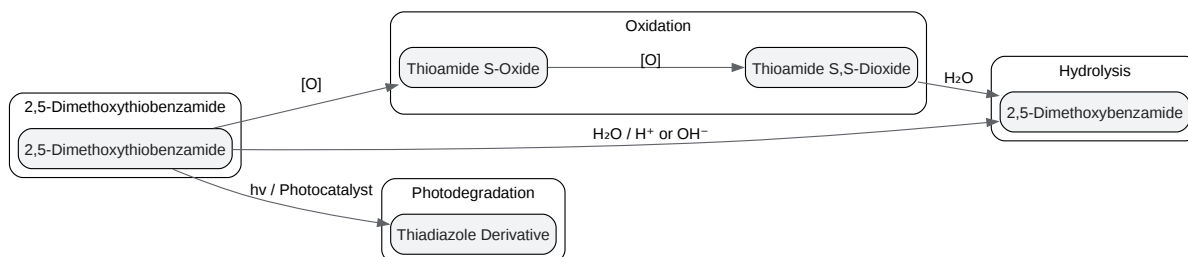 Oxidation
Thioamide S-Oxide
[O]
Thioamide S,S-Dioxide
H₂O
Hydrolysis
2,5-Dimethoxybenzamide
[O]
2,5-Dimethoxythiobenzamide
2,5-Dimethoxythiobenzamide
H₂O / H⁺ or OH⁻
hν / Photocatalyst
Photodegradation
Thiadiazole Derivative